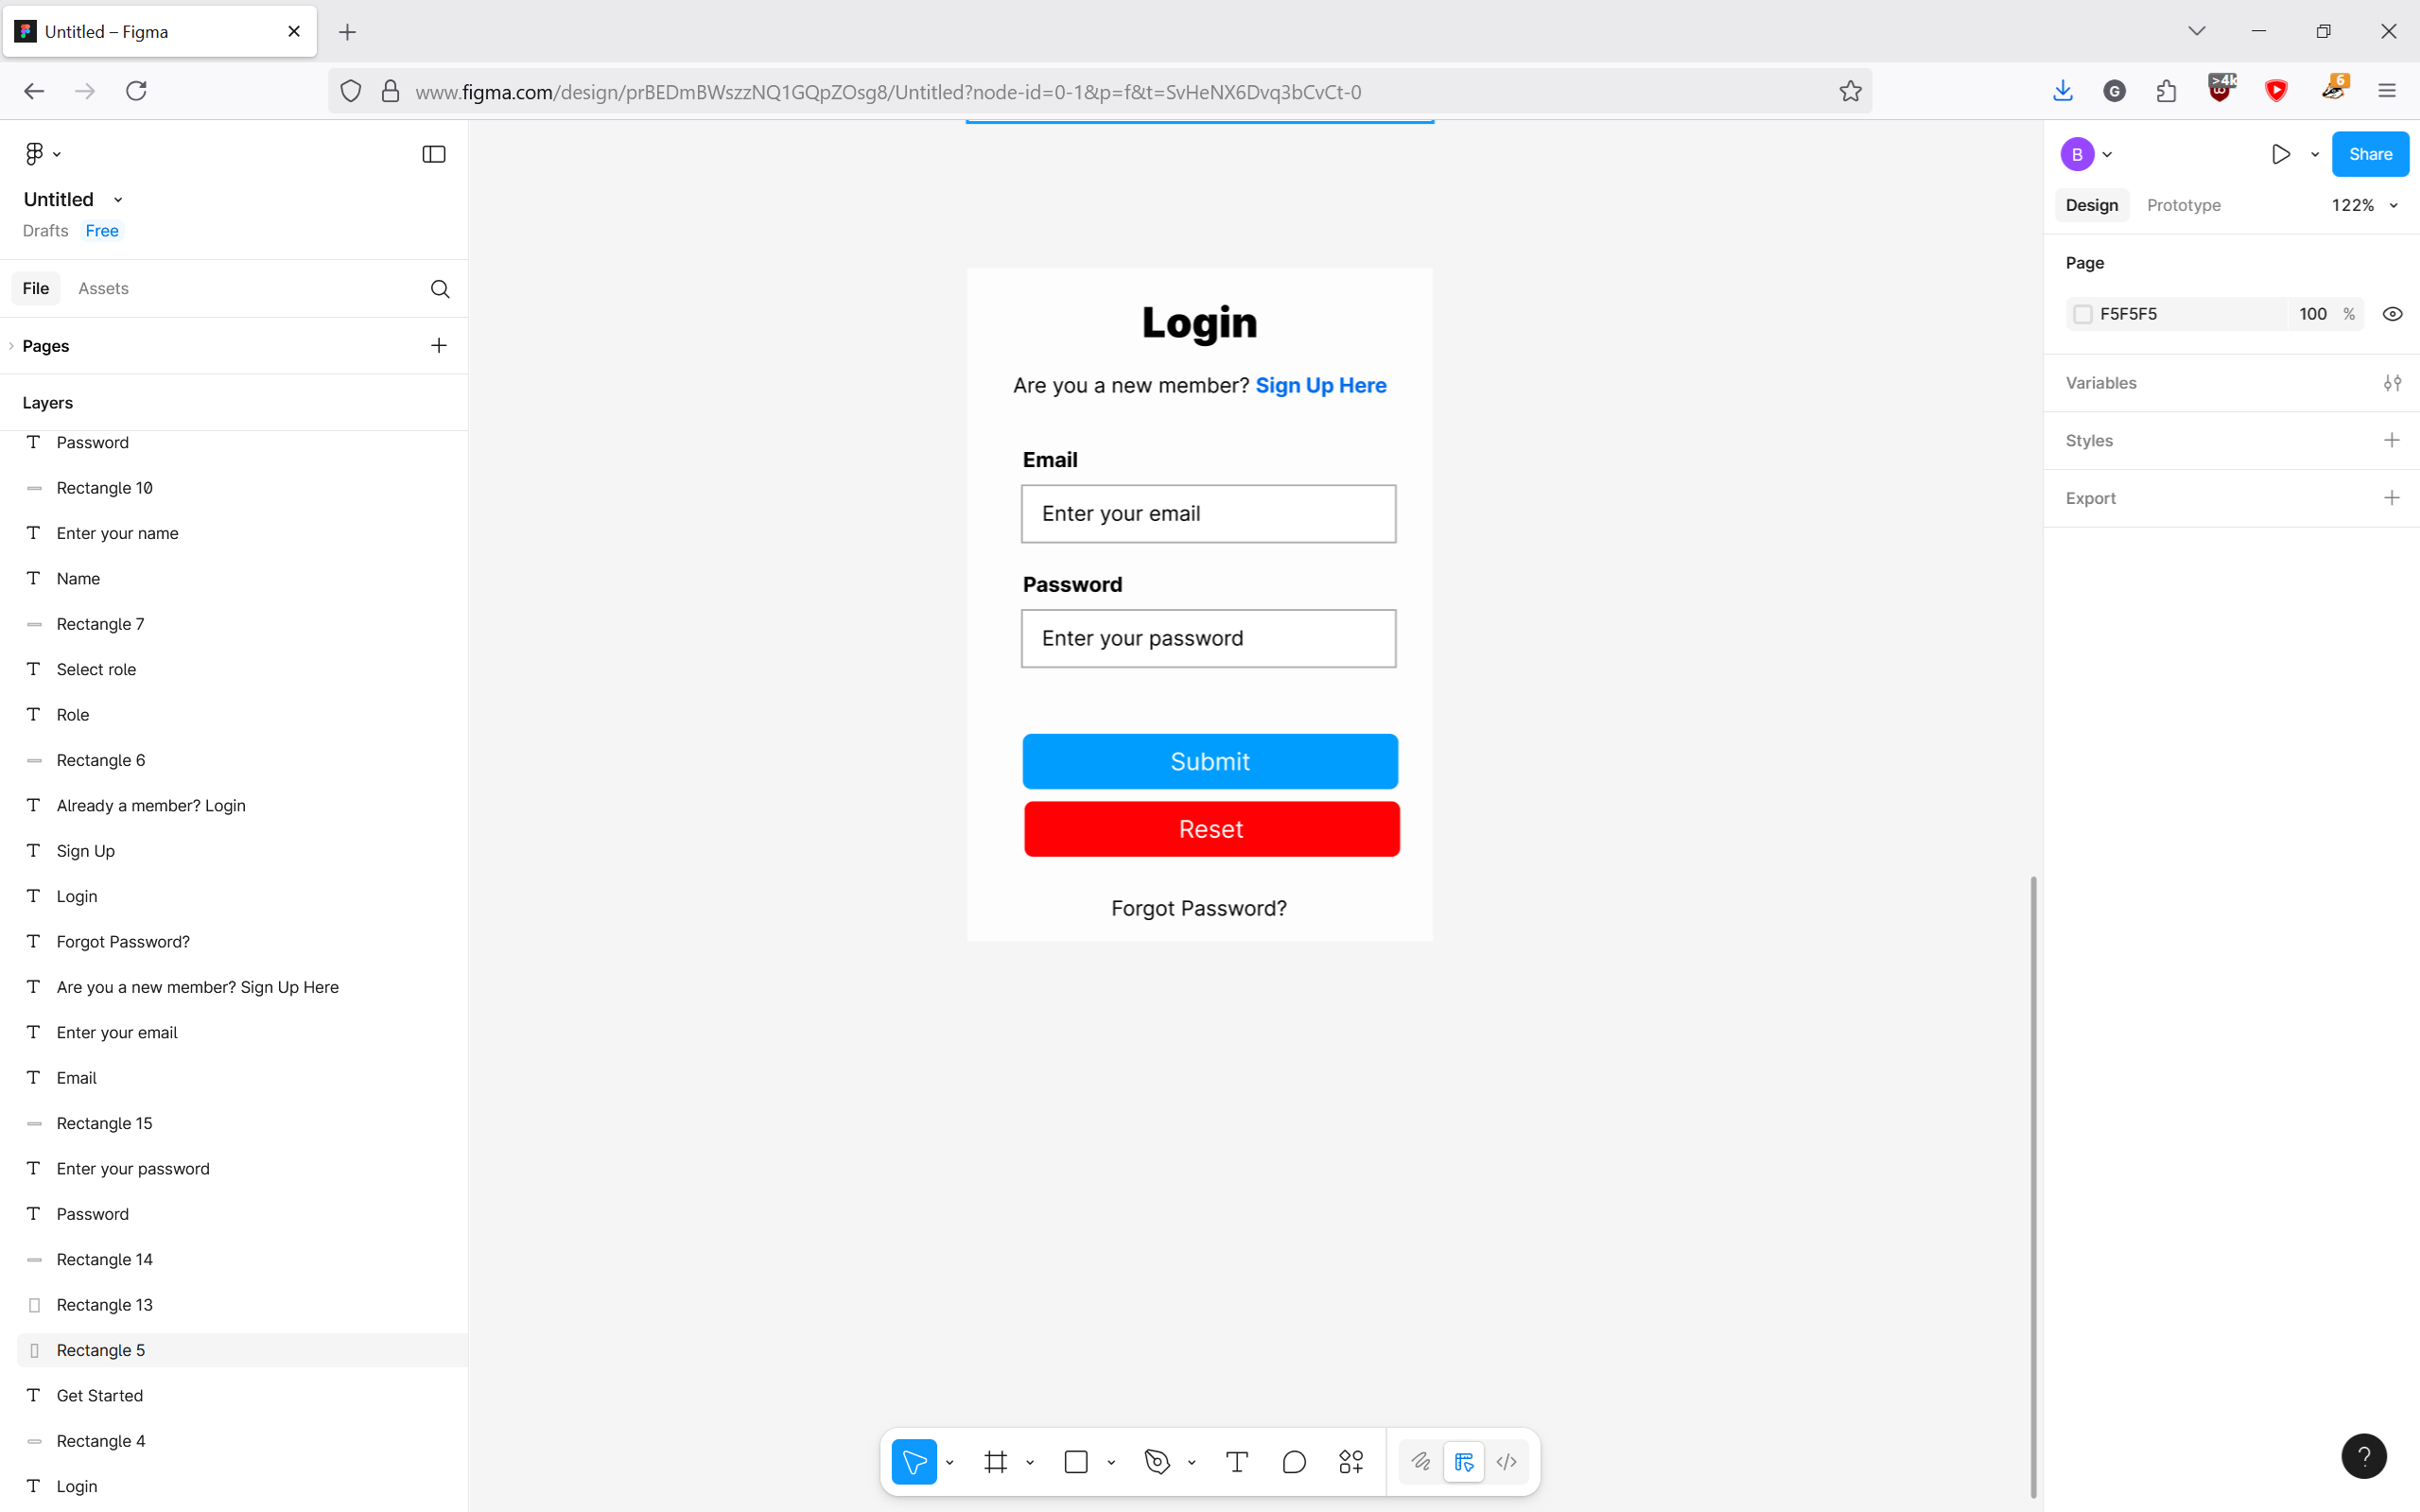 Untitled – Figma
www.figma.com/design/prBEDmBWszzNQ1GQpZOsg8/Untitled?node-id=0-1&p=f&t=SvHeNX6Dvq3bCvCt-0
G
>4k
6
Untitled
Drafts Free
File Assets
Pages
Layers
Password
Rectangle 10
Enter your name
Name
Rectangle 7
Select role
Role
Rectangle 6
Already a member? Login
Sign Up
Login
Forgot Password?
Are you a new member? Sign Up Here
Enter your email
Email
Rectangle 15
Enter your password
Password
Rectangle 14
Rectangle 13
Rectangle 5
Get Started
Rectangle 4
Login
Login
Are you a new member? Sign Up Here
Email
Enter your email
Password
Enter your password
Submit
Reset
Forgot Password?
B
Share
Design Prototype 122%
Page
F5F5F5 100 %
Variables
Styles
Export
?